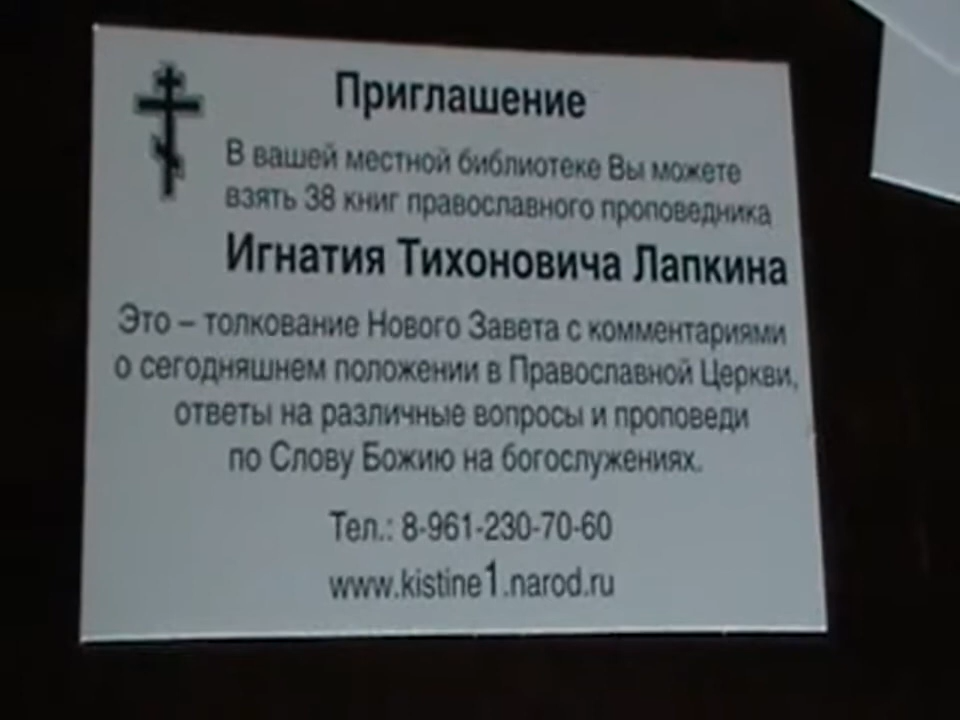 Приглашение
В вашей местной библиотеке Вы можете
взять 38 книг православного проповедника
Игнатия Тихоновича Лапкина
Это – толкование Нового Завета с комментариями
о сегодняшнем положении в Православной Церкви,
ответы на различные вопросы и проповеди
по Слову Божию на богослужениях.
Тел.: 8-961-230-70-60
www.kistine1.narod.ru